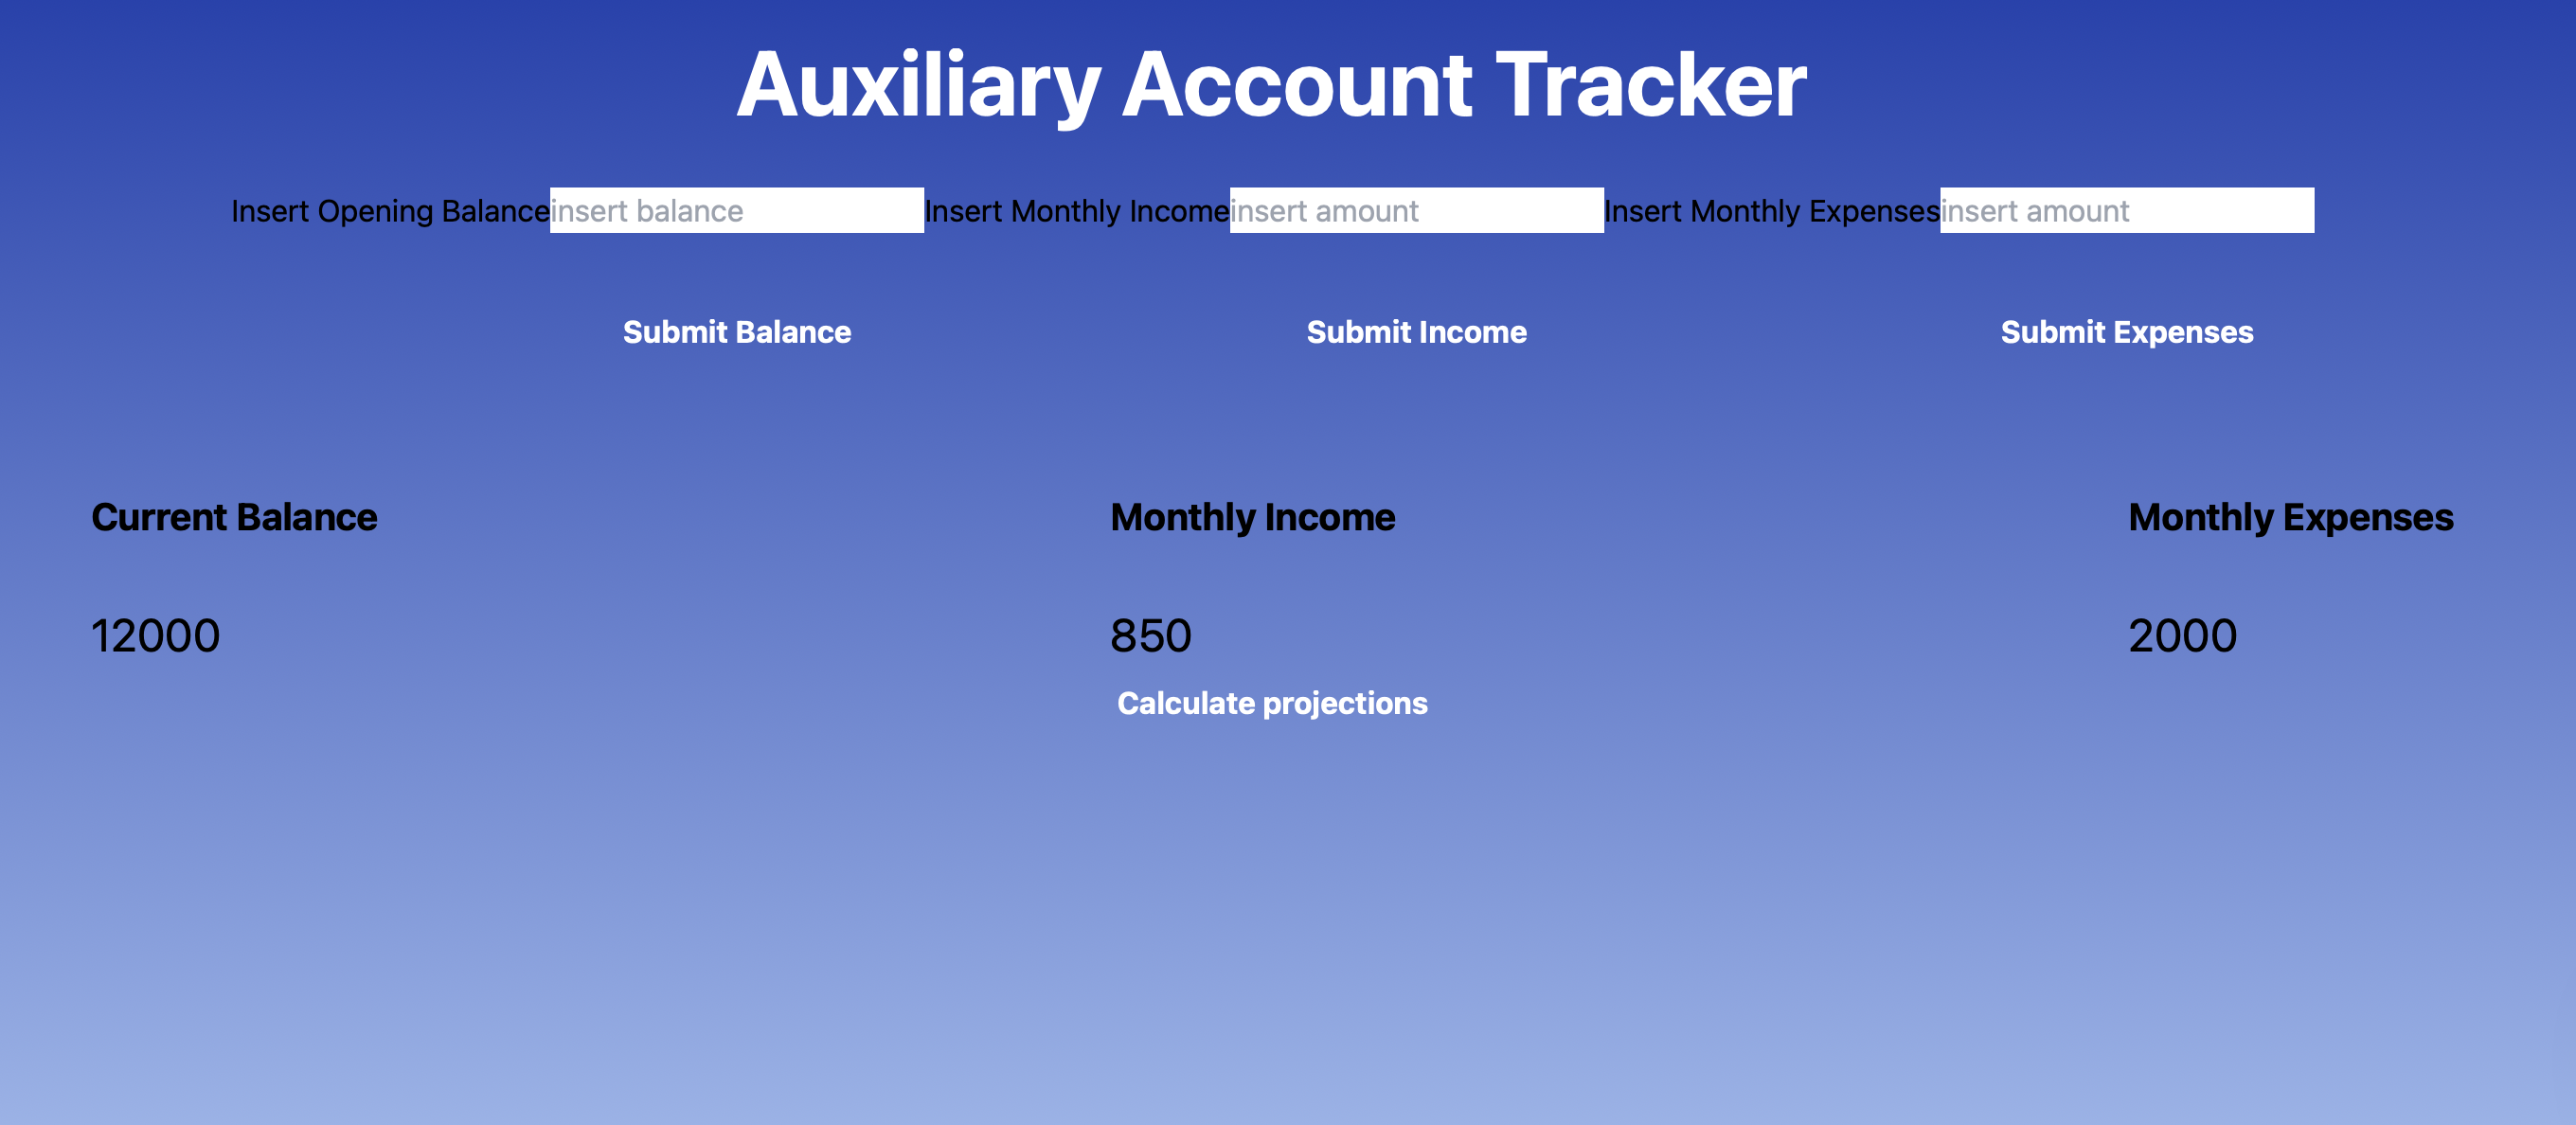 Auxiliary Account Tracker
Insert Opening Balance insert balance Insert Monthly Income insert amount Insert Monthly Expenses insert amount
Submit Balance Submit Income Submit Expenses
Current Balance Monthly Income Monthly Expenses
12000 850 2000
Calculate projections